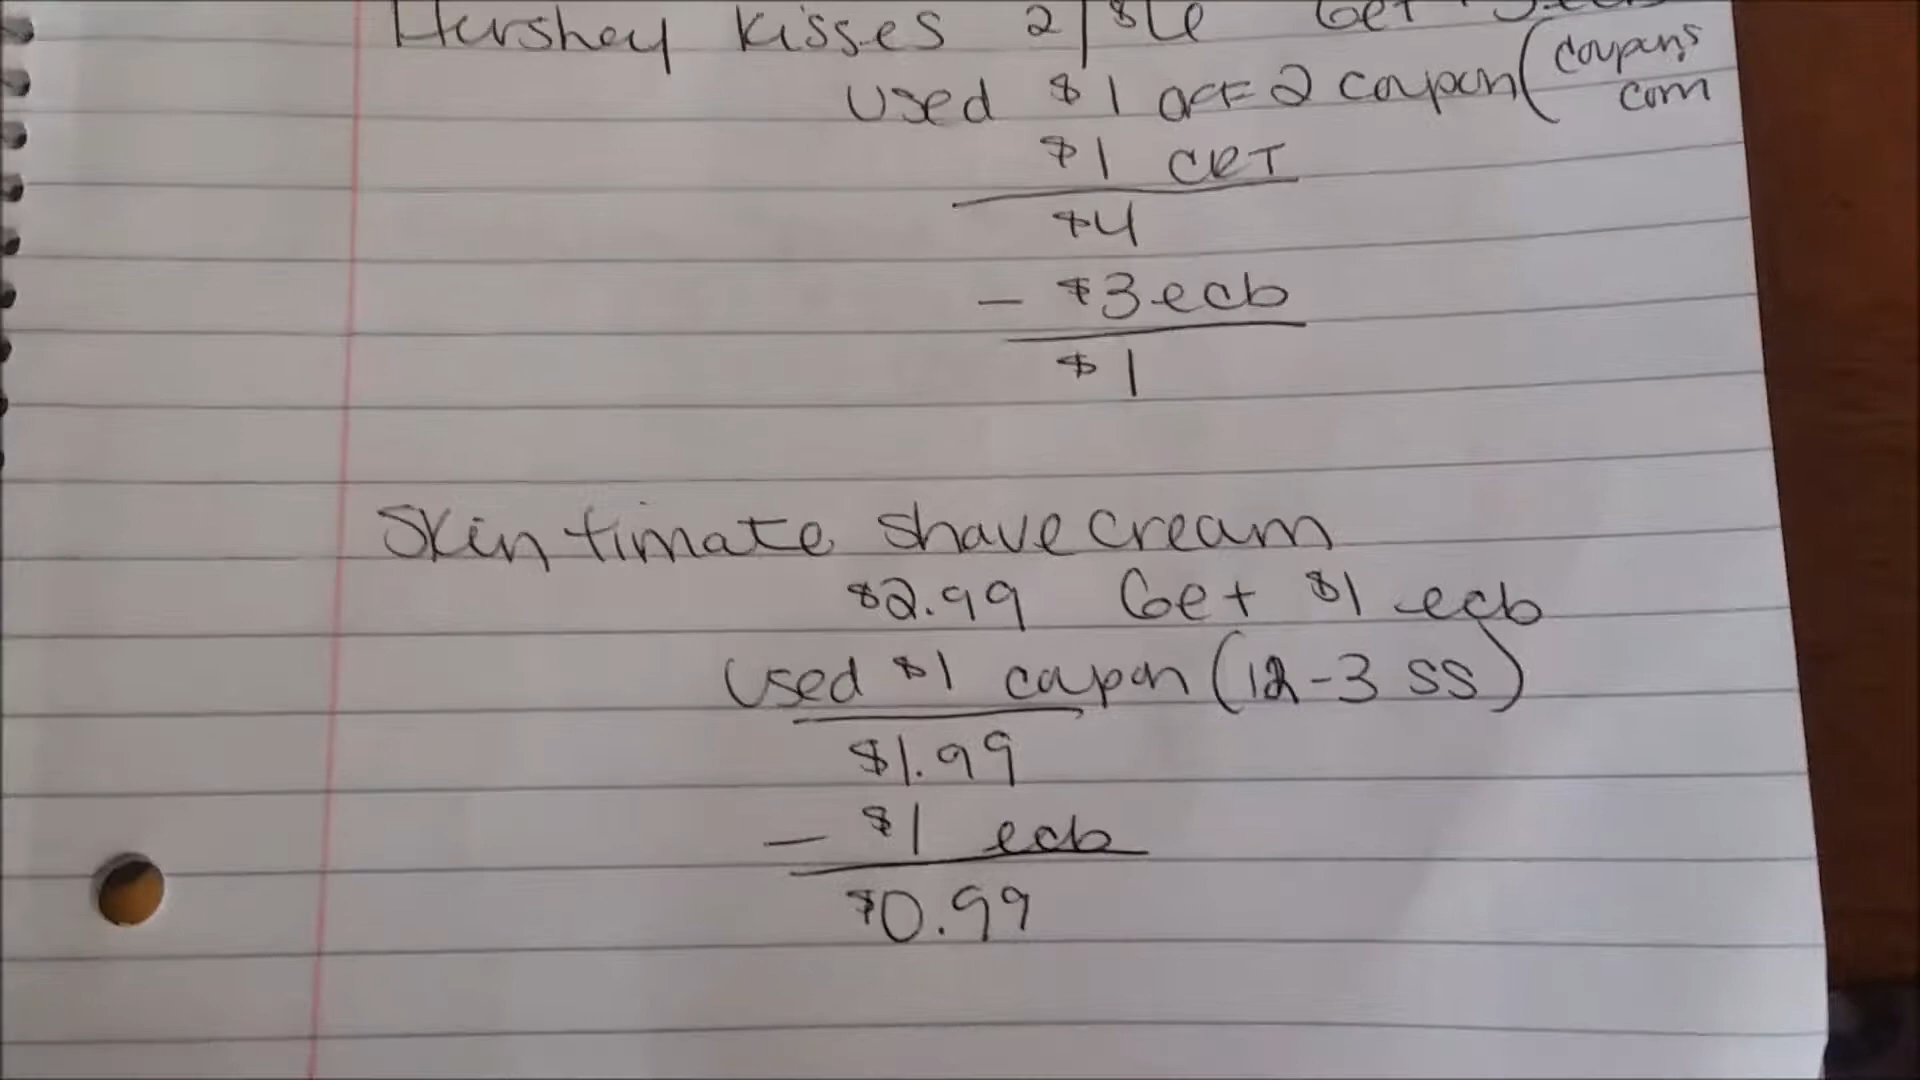 Hershey Kisses 2/$6 Get
used $1 off 2 coupon (coupons
com
$1 CRT
$4
- $3 ecb
$1
Skintimate shave cream
$2.99 Get $1 ecb
Used $1 coupon (12-3 SS)
$1.99
- $1 ecb
$0.99